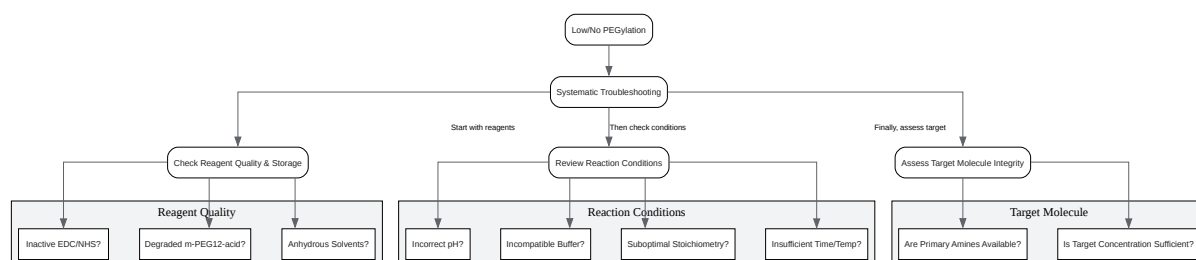 Low/No PEGylation
Systematic Troubleshooting
Start with reagents
Then check conditions
Finally, assess target
Check Reagent Quality & Storage
Review Reaction Conditions
Assess Target Molecule Integrity
Reagent Quality
Reaction Conditions
Target Molecule
Inactive EDC/NHS?
Degraded m-PEG12-acid?
Anhydrous Solvents?
Incorrect pH?
Incompatible Buffer?
Suboptimal Stoichiometry?
Insufficient Time/Temp?
Are Primary Amines Available?
Is Target Concentration Sufficient?